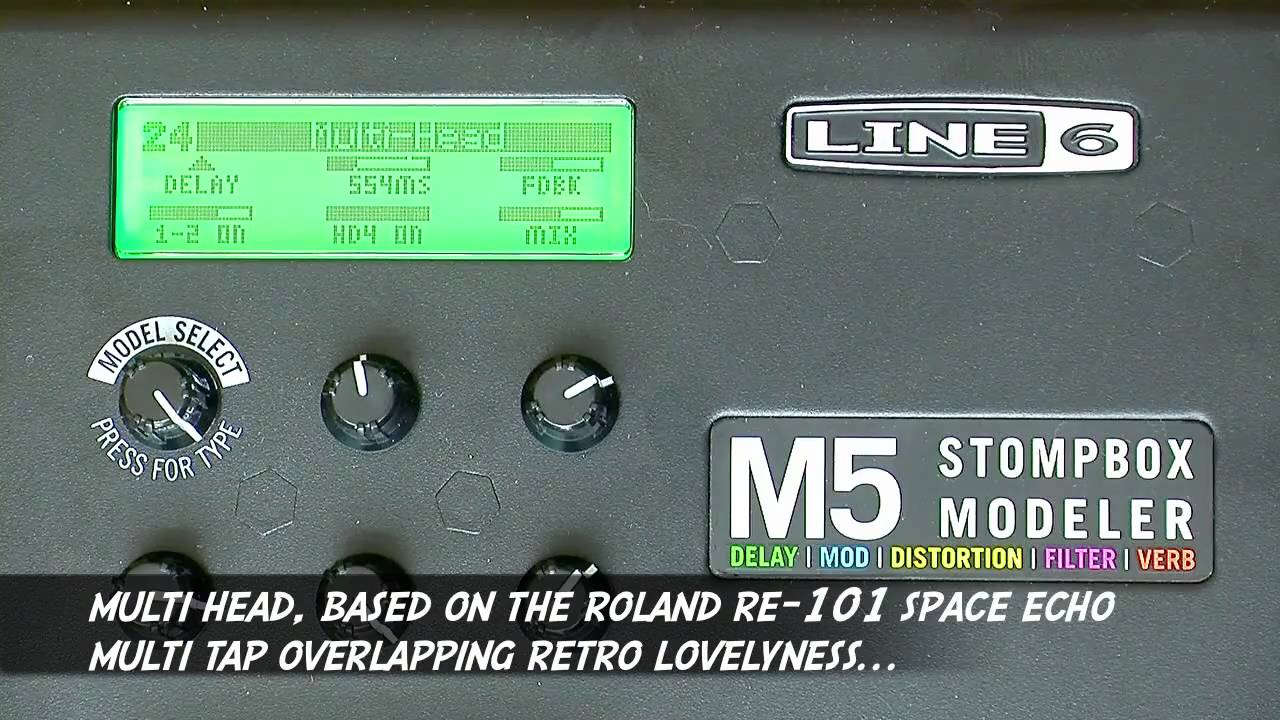 24 Multi-Head
DELAY 554MS FDBK
1-2 ON HD4 ON MIX
LINE 6
MODEL SELECT
PRESS FOR TYPE
M5 STOMPBOX
MODELER
DELAY | MOD | DISTORTION | FILTER | VERB
MULTI HEAD, BASED ON THE ROLAND RE-101 SPACE ECHO
MULTI TAP OVERLAPPING RETRO LOVELYNESS...